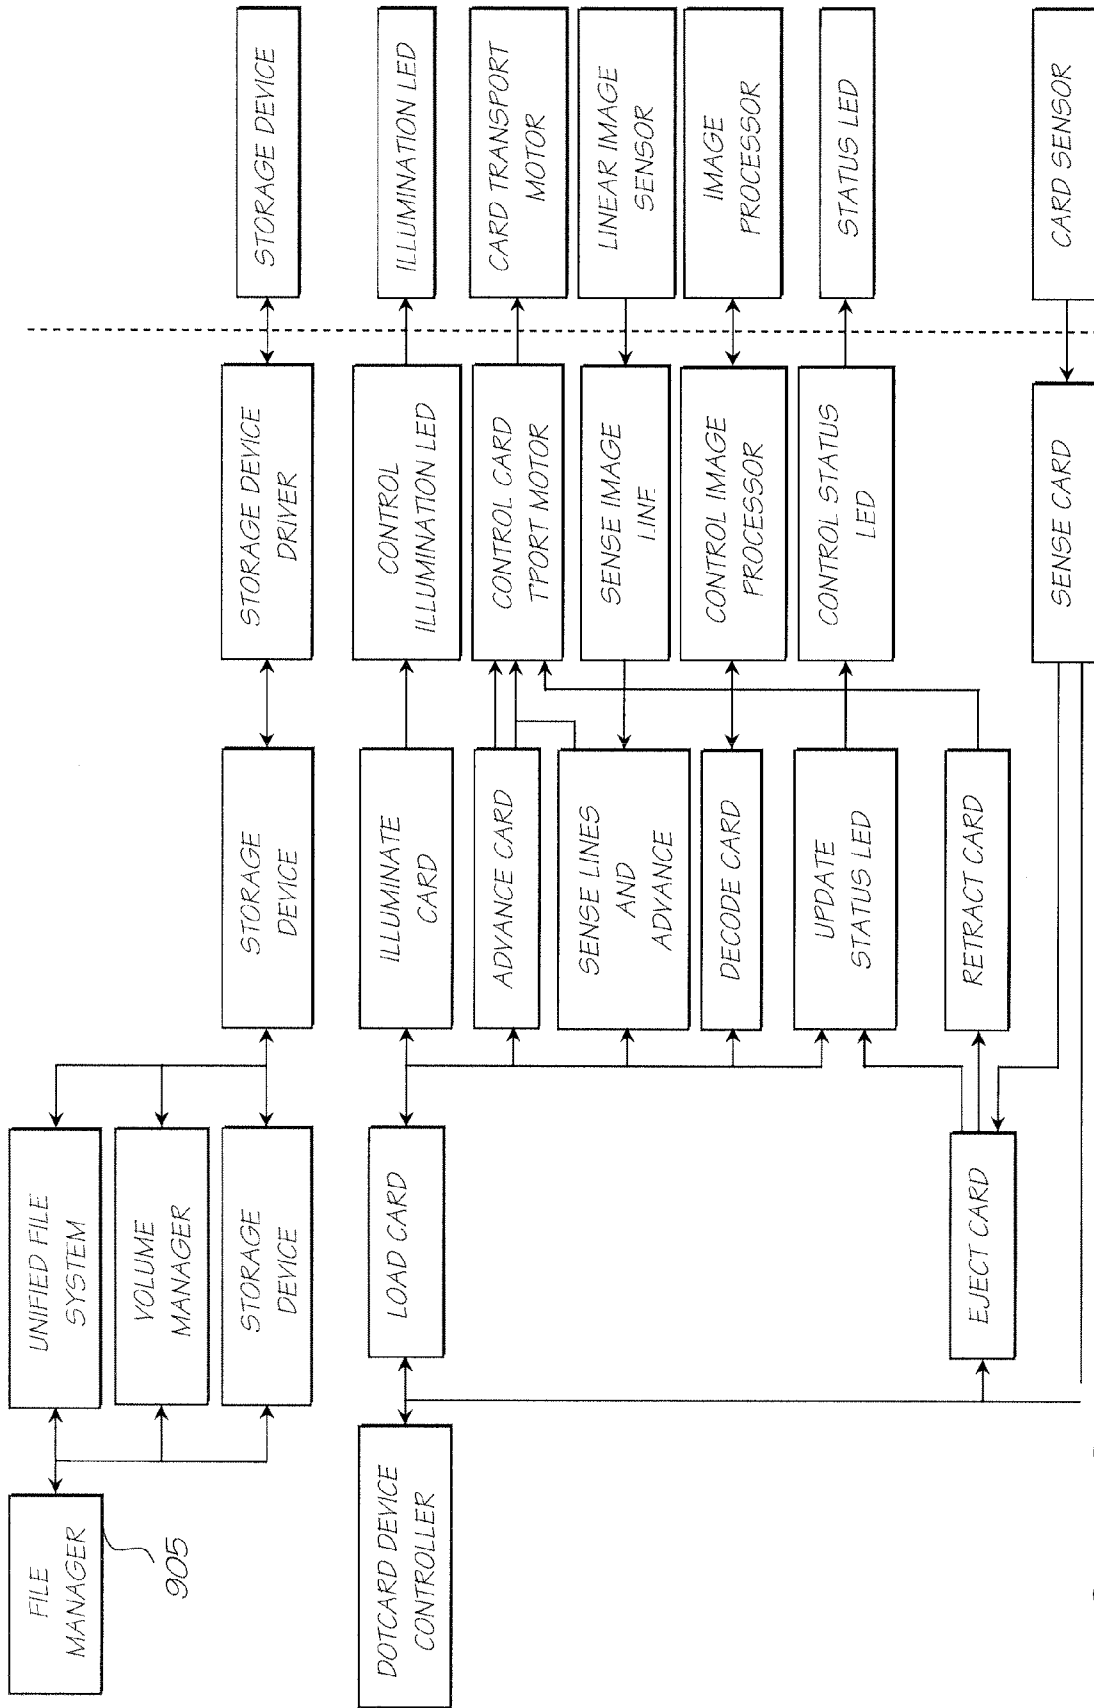 FILE
MANAGER
905
UNIFIED FILE
SYSTEM
VOLUME
MANAGER
STORAGE
DEVICE
STORAGE
DEVICE
STORAGE DEVICE
DRIVER
STORAGE DEVICE
DOTCARD DEVICE
CONTROLLER
LOAD CARD
ILLUMINATE
CARD
CONTROL
ILLUMINATION LED
ILLUMINATION LED
ADVANCE CARD
CONTROL CARD
T'PORT MOTOR
CARD TRANSPORT
MOTOR
SENSE LINES
AND
ADVANCE
SENSE IMAGE
LINE
LINEAR IMAGE
SENSOR
DECODE CARD
CONTROL IMAGE
PROCESSOR
IMAGE
PROCESSOR
UPDATE
STATUS LED
CONTROL STATUS
LED
STATUS LED
EJECT CARD
RETRACT CARD
SENSE CARD
CARD SENSOR